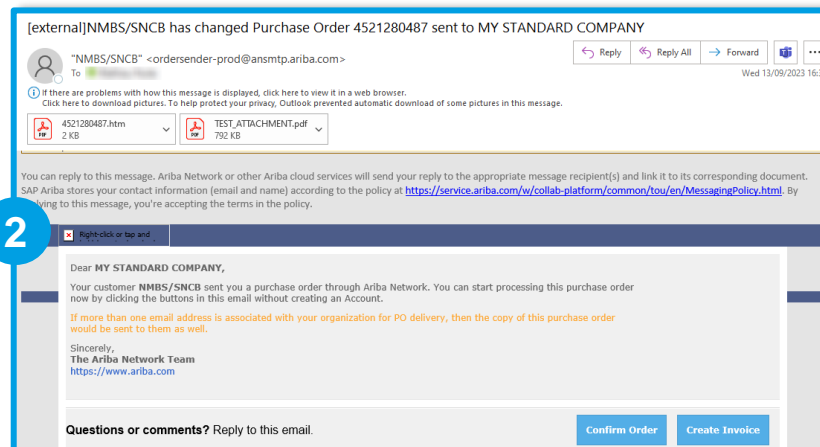 [external]NMBS/SNCB has changed Purchase Order 4521280487 sent to MY STANDARD COMPANY
"NMBS/SNCB" <ordersender-prod@ansmtp.ariba.com>
Reply
Reply All
Forward
To
Wed 13/09/2023 16:
If there are problems with how this message is displayed, click here to view it in a web browser.
Click here to download pictures. To help protect your privacy, Outlook prevented automatic download of some pictures in this message.
4521280487.htm
2 KB
TEST_ATTACHMENT.pdf
792 KB
You can reply to this message. Ariba Network or other Ariba cloud services will send your reply to the appropriate message recipient(s) and link it to its corresponding document.
SAP Ariba stores your contact information (email and name) according to the policy at https://service.ariba.com/w/collab-platform/common/tou/en/MessagingPolicy.html. By
to this message, you're accepting the terms in the policy.
2
Right-click or tap and
Dear MY STANDARD COMPANY,
Your customer NMBS/SNCB sent you a purchase order through Ariba Network. You can start processing this purchase order
now by clicking the buttons in this email without creating an Account.
If more than one email address is associated with your organization for PO delivery, then the copy of this purchase order
would be sent to them as well.
Sincerely,
The Ariba Network Team
https://www.ariba.com
Questions or comments? Reply to this email.
Confirm Order
Create Invoice